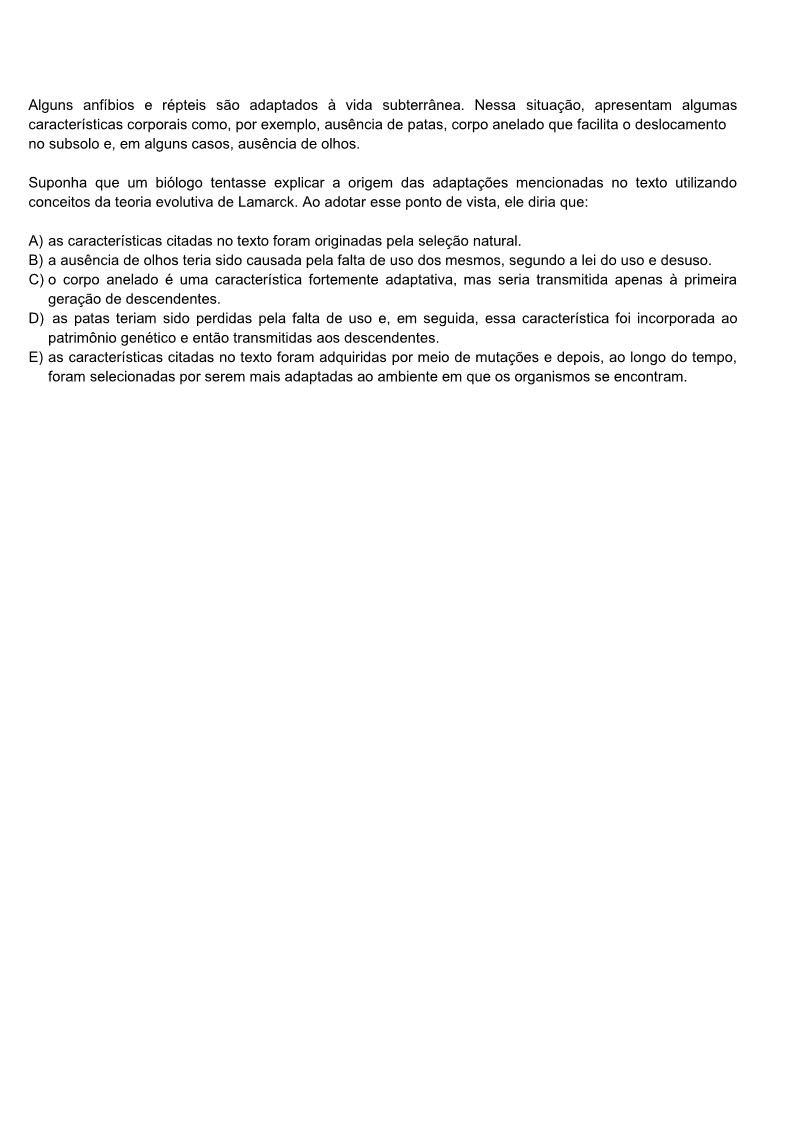 Alguns anfíbios e répteis são adaptados à vida subterrânea. Nessa situação, apresentam algumas
características corporais como, por exemplo, ausência de patas, corpo anelado que facilita o deslocamento
no subsolo e, em alguns casos, ausência de olhos.
Suponha que um biólogo tentasse explicar a origem das adaptações mencionadas no texto utilizando
conceitos da teoria evolutiva de Lamarck. Ao adotar esse ponto de vista, ele diria que:
A) as características citadas no texto foram originadas pela seleção natural.
B) a ausência de olhos teria sido causada pela falta de uso dos mesmos, segundo a lei do uso e desuso.
C) o corpo anelado é uma característica fortemente adaptativa, mas seria transmitida apenas à primeira
geração de descendentes.
D) as patas teriam sido perdidas pela falta de uso e, em seguida, essa característica foi incorporada ao
patrimônio genético e então transmitidas aos descendentes.
E) as características citadas no texto foram adquiridas por meio de mutações e depois, ao longo do tempo,
foram selecionadas por serem mais adaptadas ao ambiente em que os organismos se encontram.